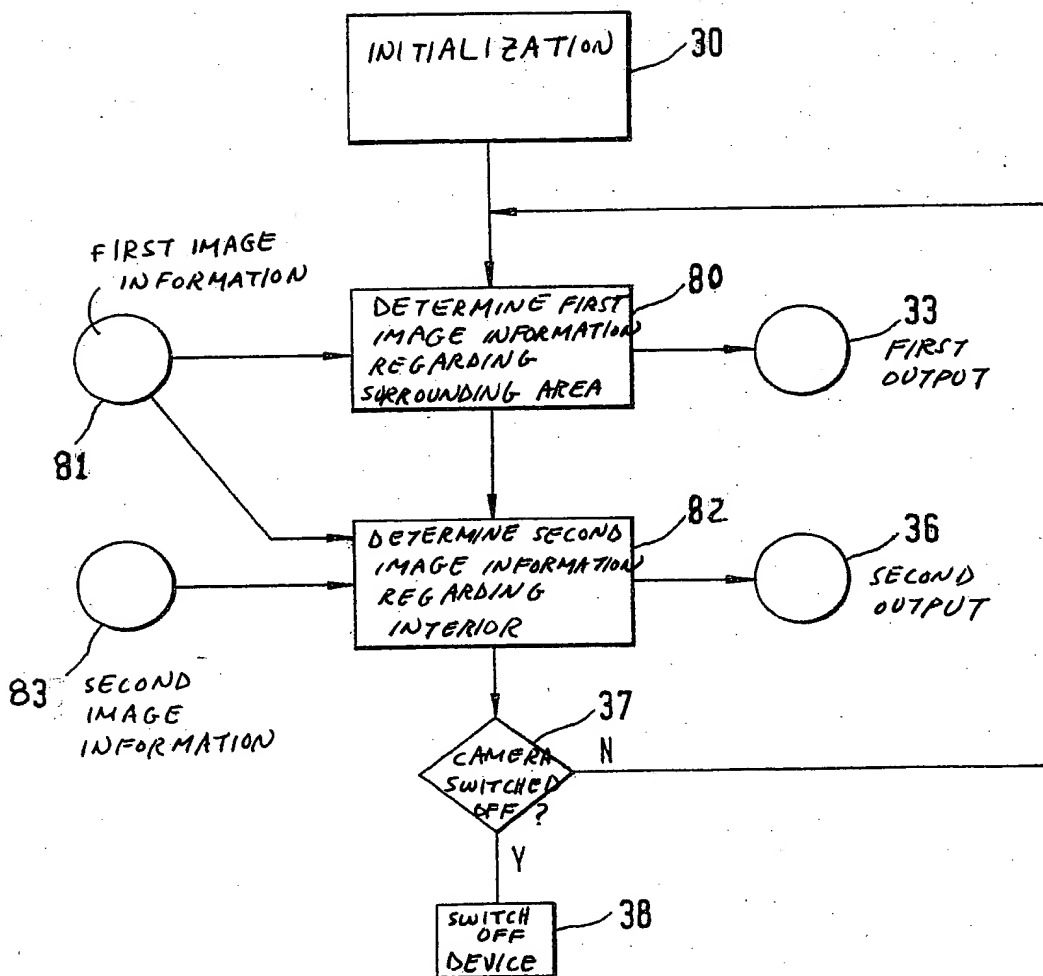 INITIALIZATION
30
FIRST IMAGE
INFORMATION
81
DETERMINE FIRST
IMAGE INFORMATION
REGARDING
SURROUNDING AREA
80
33
FIRST
OUTPUT
DETERMINE SECOND
IMAGE INFORMATION
REGARDING
INTERIOR
82
36
SECOND
OUTPUT
83
SECOND
IMAGE
INFORMATION
CAMERA
SWITCHED
OFF ?
37
N
Y
SWITCH
OFF
DEVICE
38